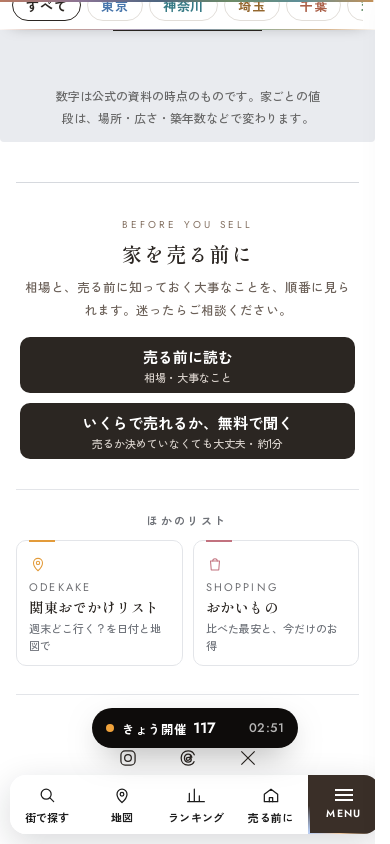 すべて 東京 神奈川 埼玉 千葉
数字は公式の資料の時点のものです。家ごとの値
段は、場所・広さ・築年数などで変わります。
BEFORE YOU SELL
家を売る前に
相場と、売る前に知っておく大事なことを、順番に見ら
れます。迷ったらご相談ください。
売る前に読む
相場・大事なこと
いくらで売れるか、無料で聞く
売るか決めていなくても大丈夫・約1分
ほかのリスト
ODEKAKE
関東おでかけリスト
週末どこ行く？を日付と地
図で
SHOPPING
おかいもの
比べた最安と、今だけのお
得
きょう開催 117 02:51
街で探す 地図 ランキング 売る前に MENU